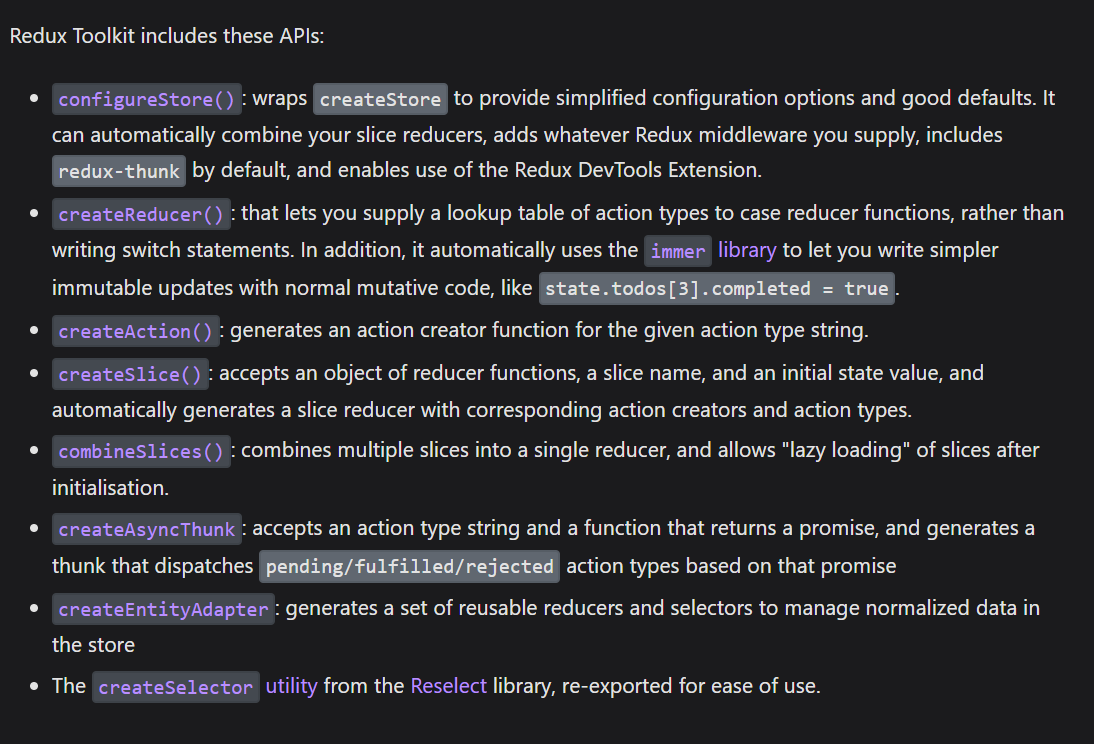 Redux Toolkit includes these APIs:
configureStore(): wraps createStore to provide simplified configuration options and good defaults. It
can automatically combine your slice reducers, adds whatever Redux middleware you supply, includes
redux-thunk by default, and enables use of the Redux DevTools Extension.
createReducer(): that lets you supply a lookup table of action types to case reducer functions, rather than
writing switch statements. In addition, it automatically uses the immer library to let you write simpler
immutable updates with normal mutative code, like state.todos[3].completed = true.
createAction(): generates an action creator function for the given action type string.
createSlice(): accepts an object of reducer functions, a slice name, and an initial state value, and
automatically generates a slice reducer with corresponding action creators and action types.
combineSlices(): combines multiple slices into a single reducer, and allows "lazy loading" of slices after
initialisation.
createAsyncThunk: accepts an action type string and a function that returns a promise, and generates a
thunk that dispatches pending/fulfilled/rejected action types based on that promise
createEntityAdapter: generates a set of reusable reducers and selectors to manage normalized data in
the store
The createSelector utility from the Reselect library, re-exported for ease of use.